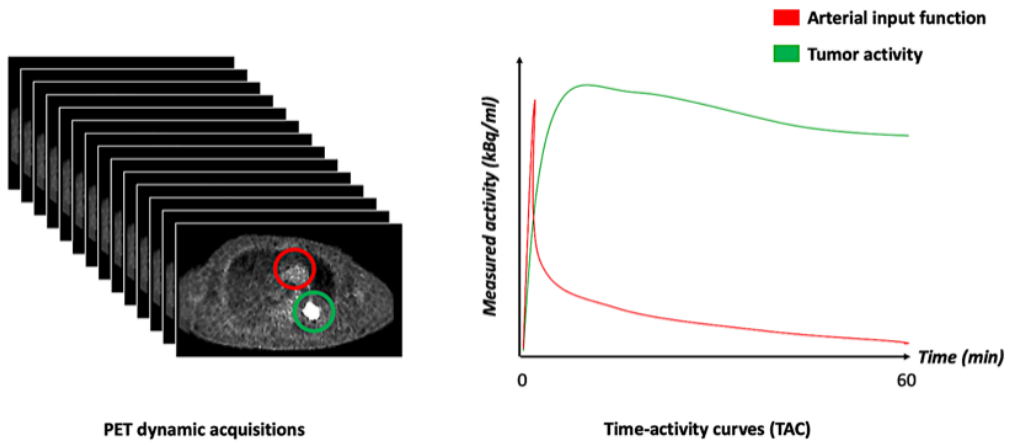 Arterial input function
Tumor activity
Measured activity (kBq/ml)
Time (min)
0
60
PET dynamic acquisitions
Time-activity curves (TAC)